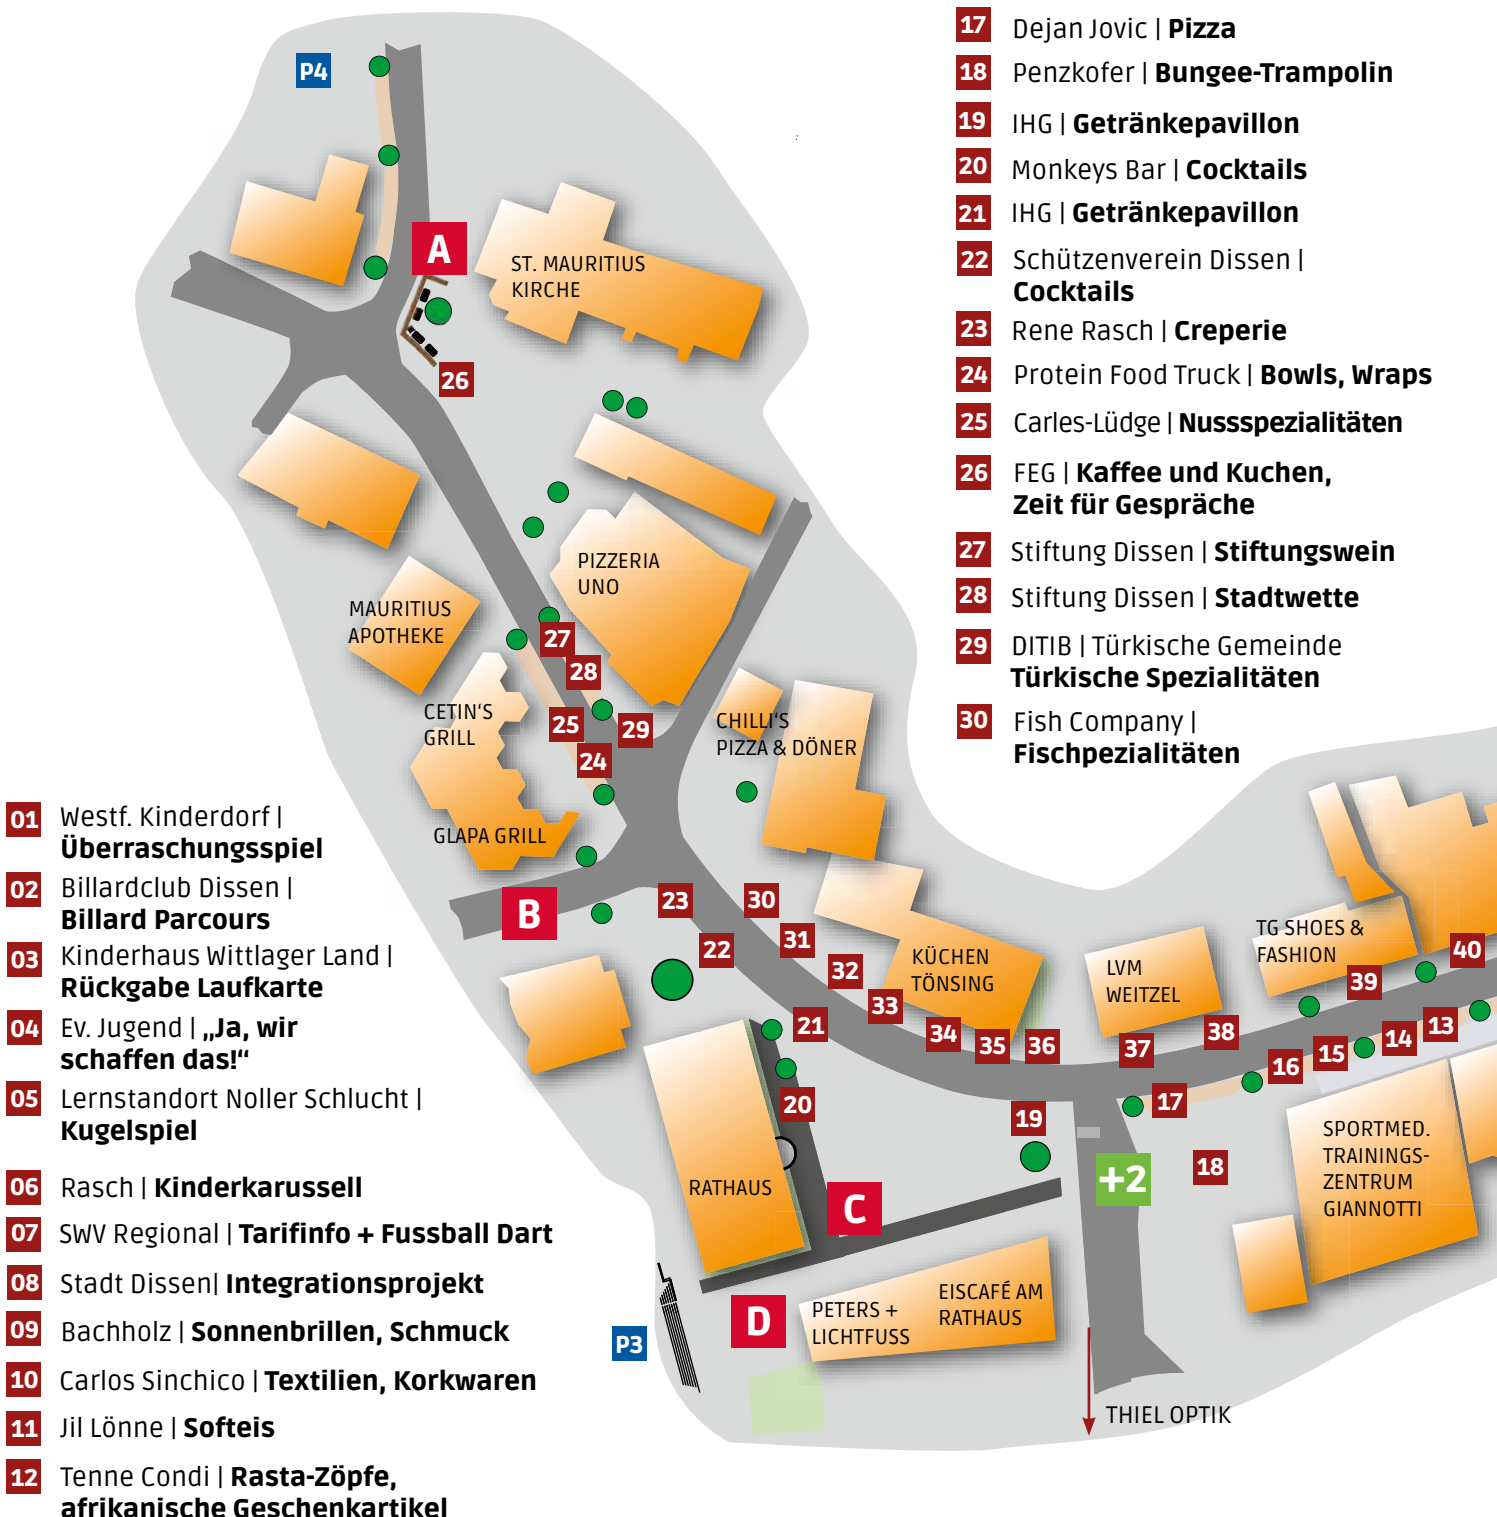 17 Dejan Jovic | Pizza
18 Penzkofer | Bungee-Trampolin
19 IHG | Getränkepavillon
20 Monkeys Bar | Cocktails
21 IHG | Getränkepavillon
22 Schützenverein Dissen |
Cocktails
23 Rene Rasch | Creperie
24 Protein Food Truck | Bowls, Wraps
25 Carles-Lüdge | Nussspezialitäten
26 FEG | Kaffee und Kuchen,
Zeit für Gespräche
27 Stiftung Dissen | Stiftungswein
28 Stiftung Dissen | Stadtwette
29 DITIB | Türkische Gemeinde
Türkische Spezialitäten
30 Fish Company |
Fischpezialitäten
P4
A
ST. MAURITIUS
KIRCHE
26
PIZZERIA
UNO
MAURITIUS
APOTHEKE
27
28
CETIN'S
GRILL
25
29
24
CHILLI'S
PIZZA & DÖNER
GLAPA GRILL
B
23
30
22
31
32
33
KÜCHEN
TÖNSING
21
34
35
36
LVM
WEITZEL
37
38
TG SHOES &
FASHION
39
40
13
14
15
16
17
18
19
20
RATHAUS
C
+2
SPORTMED.
TRAININGS-
ZENTRUM
GIANNOTTI
D
PETERS +
LICHTFUSS
EISCAFÉ AM
RATHAUS
P3
THIEL OPTIK
01 Westf. Kinderdorf |
Überraschungsspiel
02 Billardclub Dissen |
Billard Parcours
03 Kinderhaus Wittlager Land |
Rückgabe Laufkarte
04 Ev. Jugend | „Ja, wir
schaffen das!“
05 Lernstandort Noller Schlucht |
Kugelspiel
06 Rasch | Kinderkarussell
07 SWV Regional | Tarifinfo + Fussball Dart
08 Stadt Dissen| Integrationsprojekt
09 Bachholz | Sonnenbrillen, Schmuck
10 Carlos Sinchico | Textilien, Korkwaren
11 Jil Lönne | Softeis
12 Tenne Condi | Rasta-Zöpfe,
afrikanische Geschenkartikel